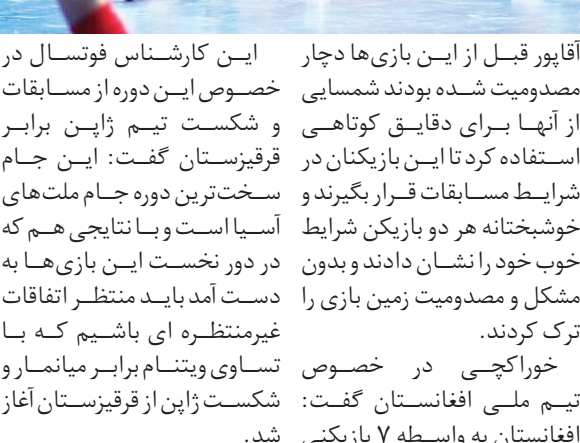 آقاپور قبل از این بازی‌ها دچار
مصدومیت شده بودند شمسایی
از آنها برای دقایق کوتاهی
استفاده کرد تا این بازیکنان در
شرایط مسابقات قرار بگیرند و
خوشبختانه هر دو بازیکن شرایط
خوب خود را نشان دادند و بدون
مشکل و مصدومیت زمین بازی را
ترک کردند.
خوراکچی در خصوص
تیم ملی افغانستان گفت:
افغانستان به واسطه ۷ بازیکنی
این کارشناس فوتسال در
خصوص این دوره از مسابقات
و شکست تیم ژاپن برابر
قرقیزستان گفت: این جام
سخت‌ترین دوره جام ملت‌های
آسیا است و با نتایجی هم که
در دور نخست این بازی‌ها به
دست آمد باید منتظر اتفاقات
غیرمنتظره ای باشیم که با
تساوی ویتنام برابر میانمار و
شکست ژاپن از قرقیزستان آغاز
شد.